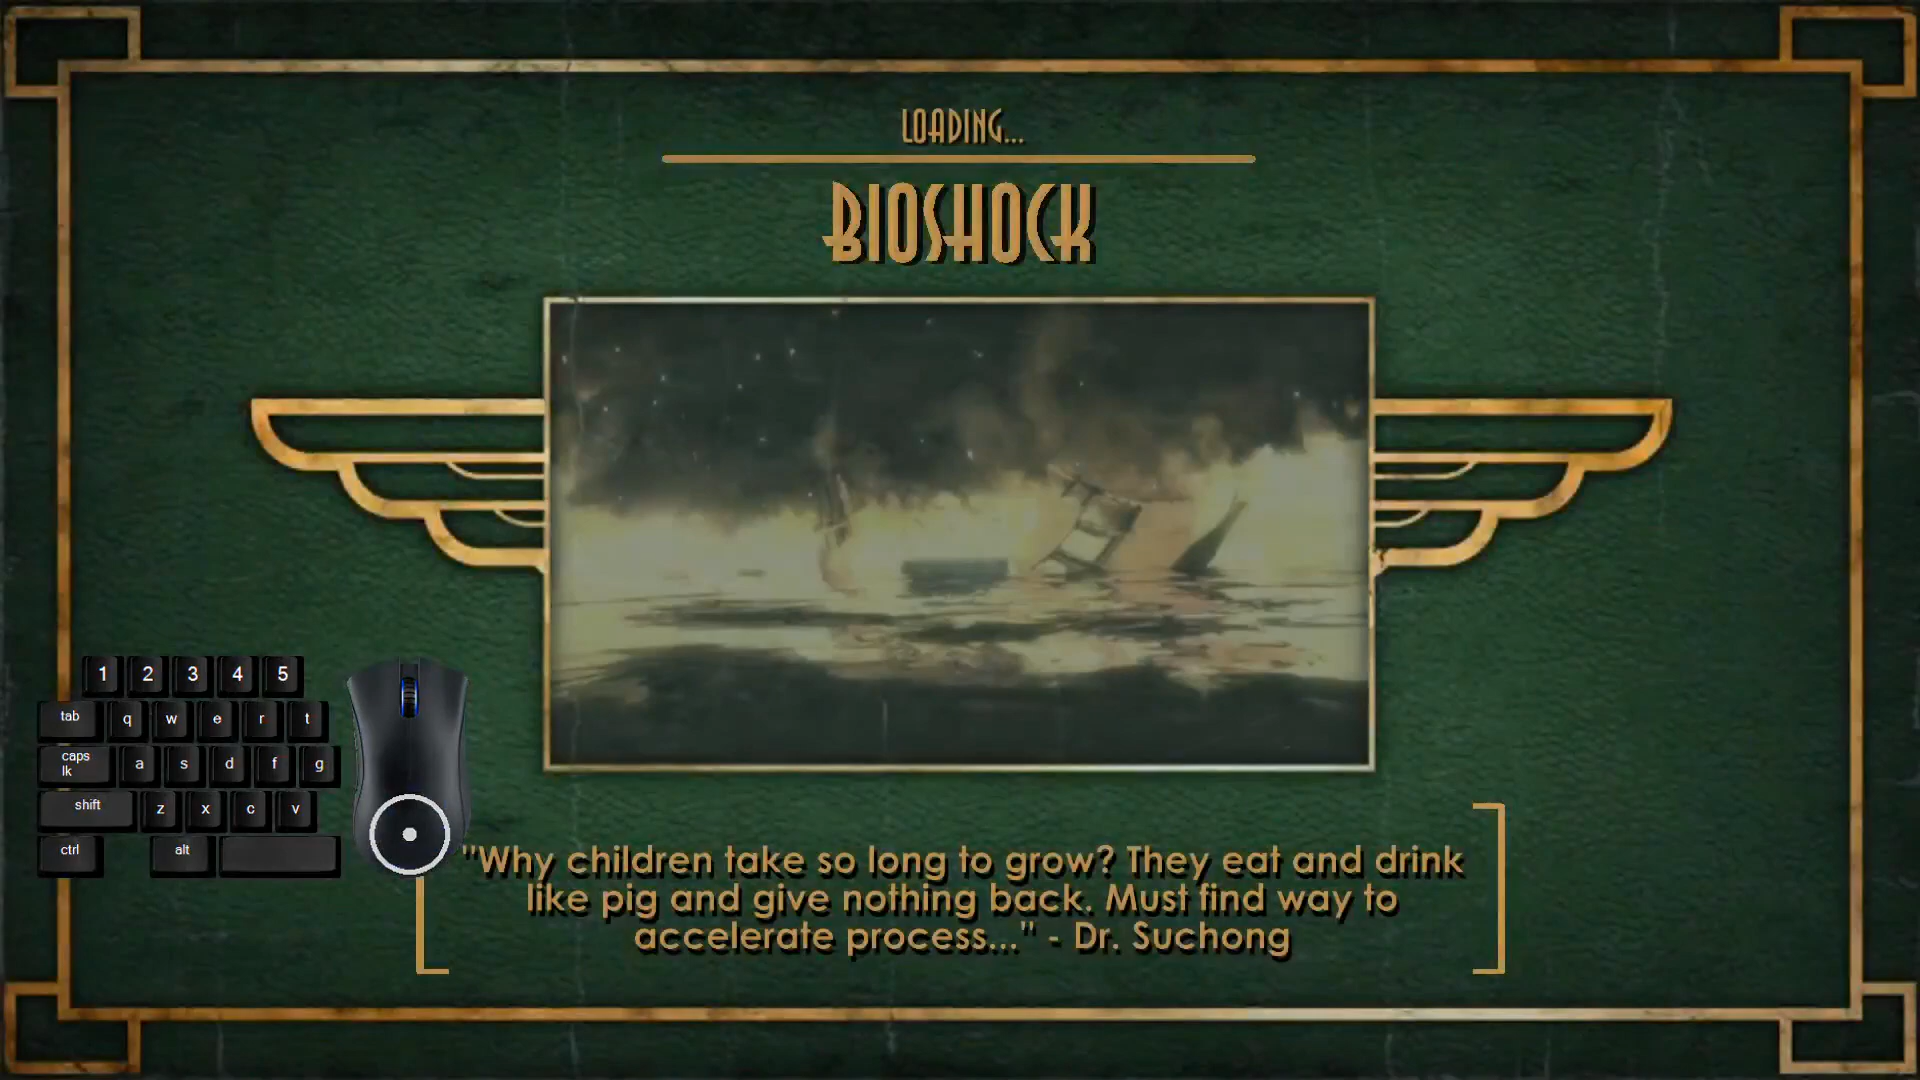 LOADING...
BIOSHOCK
1 2 3 4 5
tab q w e r t
caps
lk a s d f g
shift z x c v
ctrl alt
"Why children take so long to grow? They eat and drink
like pig and give nothing back. Must find way to
accelerate process..." - Dr. Suchong